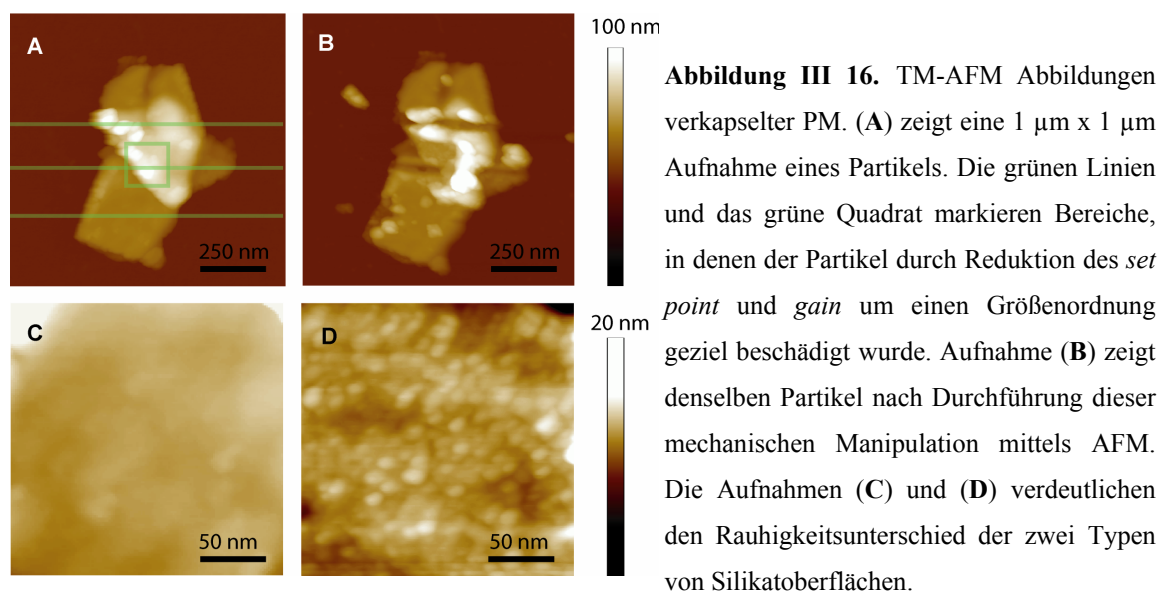 A
B
100 nm
250 nm
250 nm
C
D
20 nm
50 nm
50 nm
Abbildung III 16. TM-AFM Abbildungen
verkapselter PM. (A) zeigt eine 1 µm x 1 µm
Aufnahme eines Partikels. Die grünen Linien
und das grüne Quadrat markieren Bereiche,
in denen der Partikel durch Reduktion des set
point und gain um einen Größenordnung
geziel beschädigt wurde. Aufnahme (B) zeigt
denselben Partikel nach Durchführung dieser
mechanischen Manipulation mittels AFM.
Die Aufnahmen (C) und (D) verdeutlichen
den Rauhigkeitsunterschied der zwei Typen
von Silikatoberflächen.